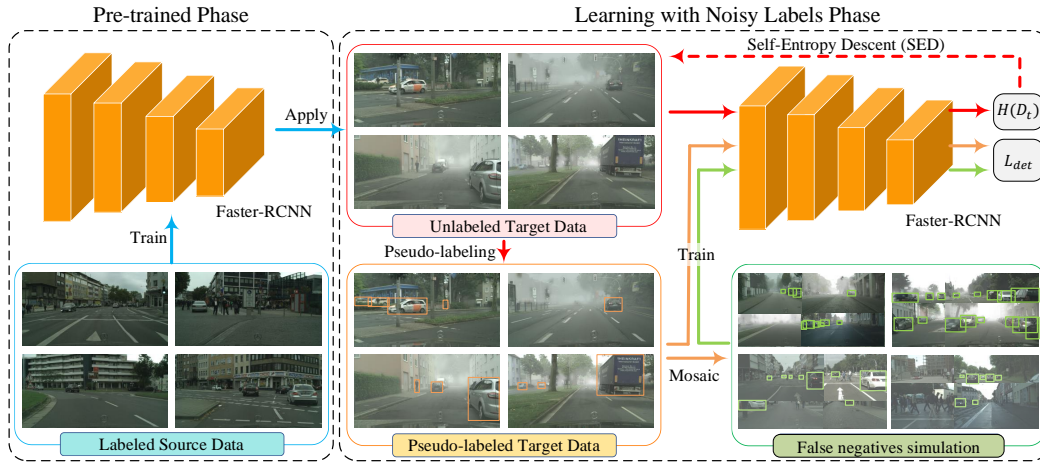 Pre-trained Phase
Learning with Noisy Labels Phase
Self-Entropy Descent (SED)
Apply
H(D_t)
L_det
Faster-RCNN
Faster-RCNN
Train
Unlabeled Target Data
Pseudo-labeling
Train
Mosaic
Labeled Source Data
Pseudo-labeled Target Data
False negatives simulation